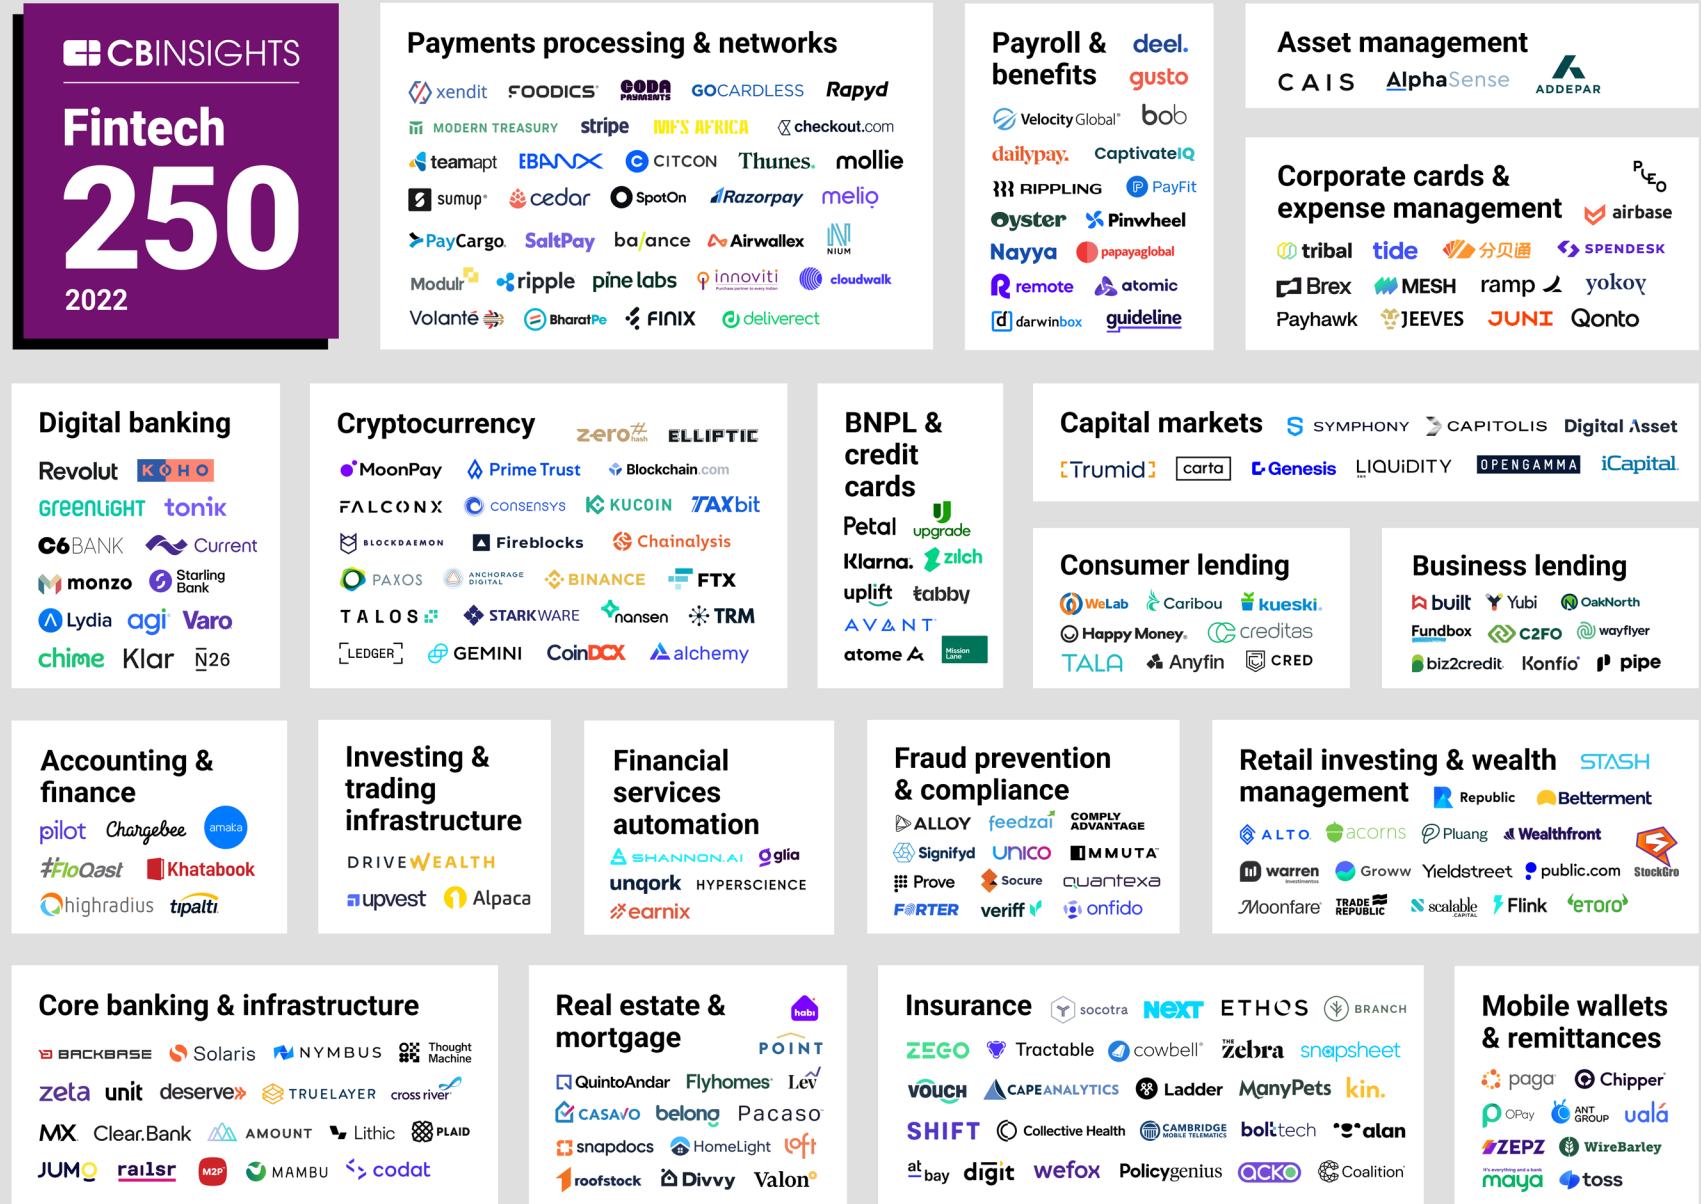 CBINSIGHTS
Fintech
250
2022
Payments processing & networks
xendit FOODICS CODA PAYMENTS GOCARDLESS Rapyd
MODERN TREASURY stripe MFS AFRICA checkout.com
teamapt EBANX CITCON Thunes. mollie
sumup® cedar SpotOn Razorpay melio
PayCargo. SaltPay balance Airwallex NIUM
Modulr ripple pine labs innoviti cloudwalk
Purchase partner to every Indian
Volanté BharatPe FINIX deliverect
Payroll & deel.
benefits gusto
Velocity Global® bob
dailypay. CaptivateIQ
RIPPLING PayFit
Oyster Pinwheel
Nayya papayaglobal
remote atomic
darwinbox guideline
Asset management
CAIS AlphaSense ADDEPAR
Corporate cards & PLEO
expense management airbase
tribal tide 分贝通 SPENDESK
Brex MESH ramp yokoy
Payhawk JEEVES JUNI Qonto
Digital banking
Revolut KOHO
GREENLIGHT tonik
C6BANK Current
monzo Starling Bank
Lydia agi Varo
chime Klar N26
Cryptocurrency zero#hash ELLIPTIC
MoonPay Prime Trust Blockchain.com
FALCONX CONSENSYS KUCOIN TAXbit
BLOCKDAEMON Fireblocks Chainalysis
PAXOS ANCHORAGE DIGITAL BINANCE FTX
TALOS STARKWARE nansen TRM
LEDGER GEMINI CoinDCX alchemy
BNPL &
credit
cards
Petal upgrade
Klarna. zilch
uplift tabby
AVANT
atome Mission Lane
Capital markets SYMPHONY CAPITOLIS Digital Asset
Trumid carta Genesis LIQUiDITY OPENGAMMA iCapital.
Consumer lending
WeLab Caribou kueski.
Happy Money. creditas
TALA Anyfin CRED
Business lending
built Yubi OakNorth
Fundbox C2FO wayflyer
biz2credit Konfío pipe
Accounting &
finance
pilot Chargebee amaka
#FloQast Khatabook
highradius tipalti
Investing &
trading
infrastructure
DRIVEWEALTH
upvest Alpaca
Financial
services
automation
SHANNON.AI glia
unqork HYPERSCIENCE
earnix
Fraud prevention
& compliance
ALLOY feedzai COMPLY ADVANTAGE
Signifyd UNICO IMMUTA
Prove Socure quantexa
FORTER veriff onfido
Retail investing & wealth STASH
management Republic Betterment
ALTO acorns Pluang Wealthfront
warren investimentos Groww Yieldstreet public.com StockGro
Moonfare TRADE REPUBLIC scalable CAPITAL Flink eToro
Core banking & infrastructure
BACKBASE Solaris NYMBUS Thought Machine
zeta unit deserve TRUELAYER cross river
MX. Clear.Bank AMOUNT Lithic PLAID
JUMO railsr M2P MAMBU codat
Real estate & habi
mortgage POINT
QuintoAndar Flyhomes Lev
CASAVO belong Pacaso
snapdocs HomeLight loft
roofstock Divvy Valon
Insurance socotra NEXT ETHOS BRANCH
ZEGO Tractable cowbell THE zebra snapsheet
VOUCH CAPEANALYTICS Ladder ManyPets kin.
SHIFT Collective Health CAMBRIDGE MOBILE TELEMATICS bolttech alan
at bay digit wefox Policygenius acko Coalition
Mobile wallets
& remittances
paga Chipper
OPay ANT GROUP ualá
ZEPZ WireBarley
It's everything and a bank
maya toss